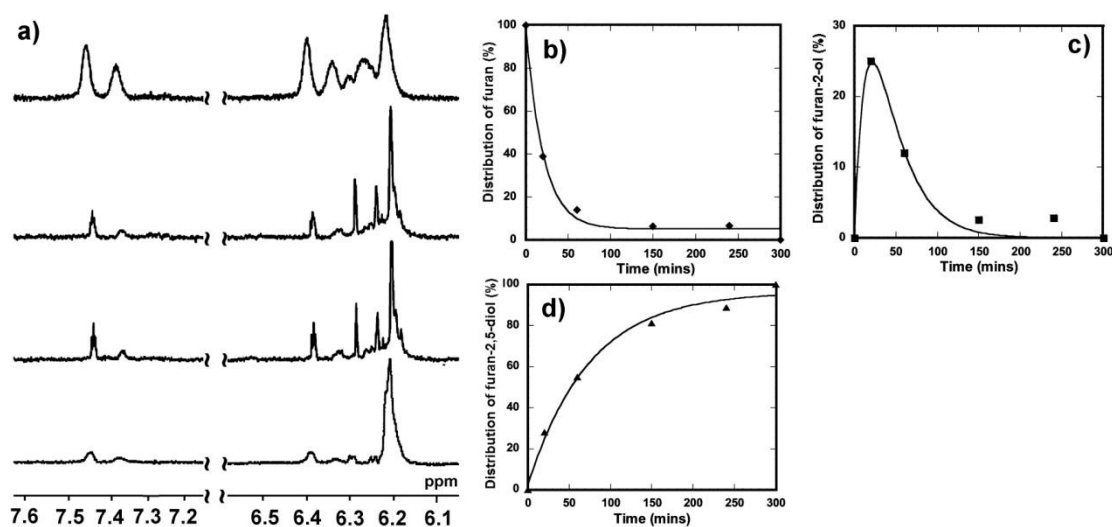 a)
ppm
7.6 7.5 7.4 7.3 7.2 6.5 6.4 6.3 6.2 6.1
b)
Distribution of furan (%)
100
80
60
40
20
0
0 50 100 150 200 250 300
Time (mins)
c)
Distribution of furan-2-ol (%)
30
20
10
0
0 50 100 150 200 250 300
Time (mins)
d)
Distribution of furan-2,5-diol (%)
100
80
60
40
20
0
0 50 100 150 200 250 300
Time (mins)